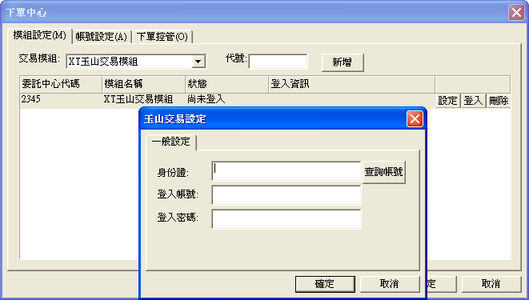 下單中心
模組設定(M) 帳號設定(A) 下單控管(O)
交易模組: XT玉山交易模組 代號: 新增
委託中心代碼 模組名稱 狀態 登入資訊
2345 XT玉山交易模組 尚未登入 設定 登入 刪除
玉山交易設定
一般設定
身份證: 查詢帳號
登入帳號:
登入密碼:
確定 取消 定 取消